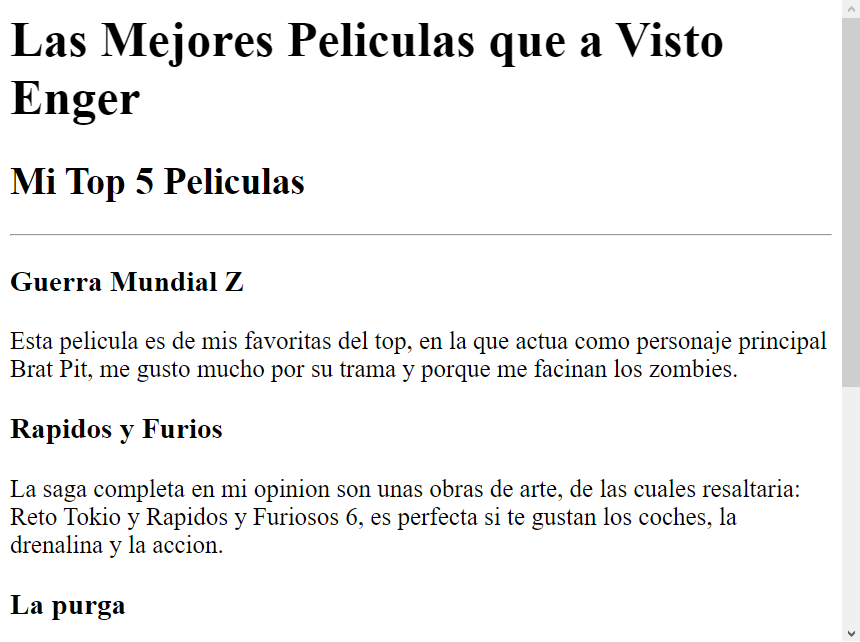 Las Mejores Peliculas que a Visto
Enger
Mi Top 5 Peliculas
Guerra Mundial Z
Esta pelicula es de mis favoritas del top, en la que actua como personaje principal
Brat Pit, me gusto mucho por su trama y porque me facinan los zombies.
Rapidos y Furios
La saga completa en mi opinion son unas obras de arte, de las cuales resaltaria:
Reto Tokio y Rapidos y Furiosos 6, es perfecta si te gustan los coches, la
drenalina y la accion.
La purga